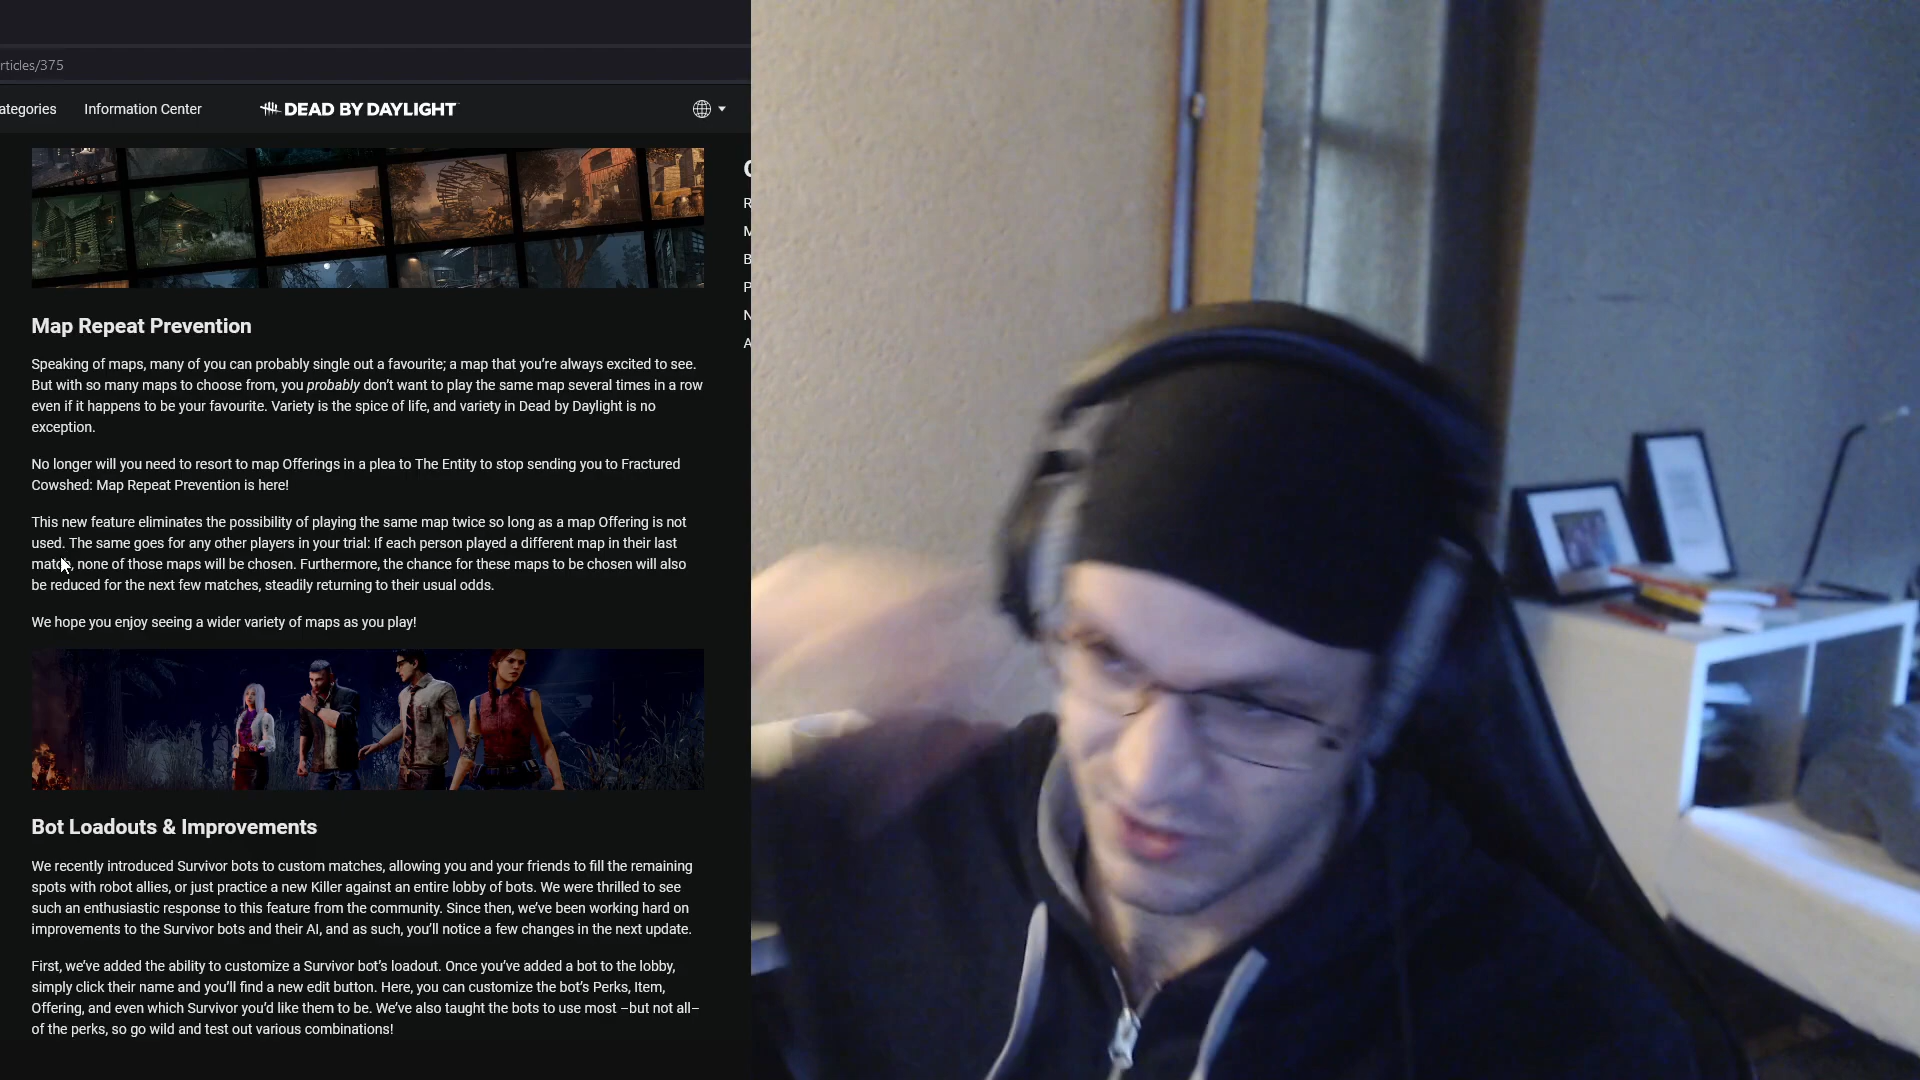 rticles/375
ategories
Information Center
DEAD BY DAYLIGHT
Map Repeat Prevention
Speaking of maps, many of you can probably single out a favourite; a map that you're always excited to see.
But with so many maps to choose from, you probably don't want to play the same map several times in a row
even if it happens to be your favourite. Variety is the spice of life, and variety in Dead by Daylight is no
exception.
No longer will you need to resort to map Offerings in a plea to The Entity to stop sending you to Fractured
Cowshed: Map Repeat Prevention is here!
This new feature eliminates the possibility of playing the same map twice so long as a map Offering is not
used. The same goes for any other players in your trial: If each person played a different map in their last
match, none of those maps will be chosen. Furthermore, the chance for these maps to be chosen will also
be reduced for the next few matches, steadily returning to their usual odds.
We hope you enjoy seeing a wider variety of maps as you play!
Bot Loadouts & Improvements
We recently introduced Survivor bots to custom matches, allowing you and your friends to fill the remaining
spots with robot allies, or just practice a new Killer against an entire lobby of bots. We were thrilled to see
such an enthusiastic response to this feature from the community. Since then, we've been working hard on
improvements to the Survivor bots and their AI, and as such, you'll notice a few changes in the next update.
First, we've added the ability to customize a Survivor bot's loadout. Once you've added a bot to the lobby,
simply click their name and you'll find a new edit button. Here, you can customize the bot's Perks, Item,
Offering, and even which Survivor you'd like them to be. We've also taught the bots to use most –but not all–
of the perks, so go wild and test out various combinations!
R
M
B
P
N
A